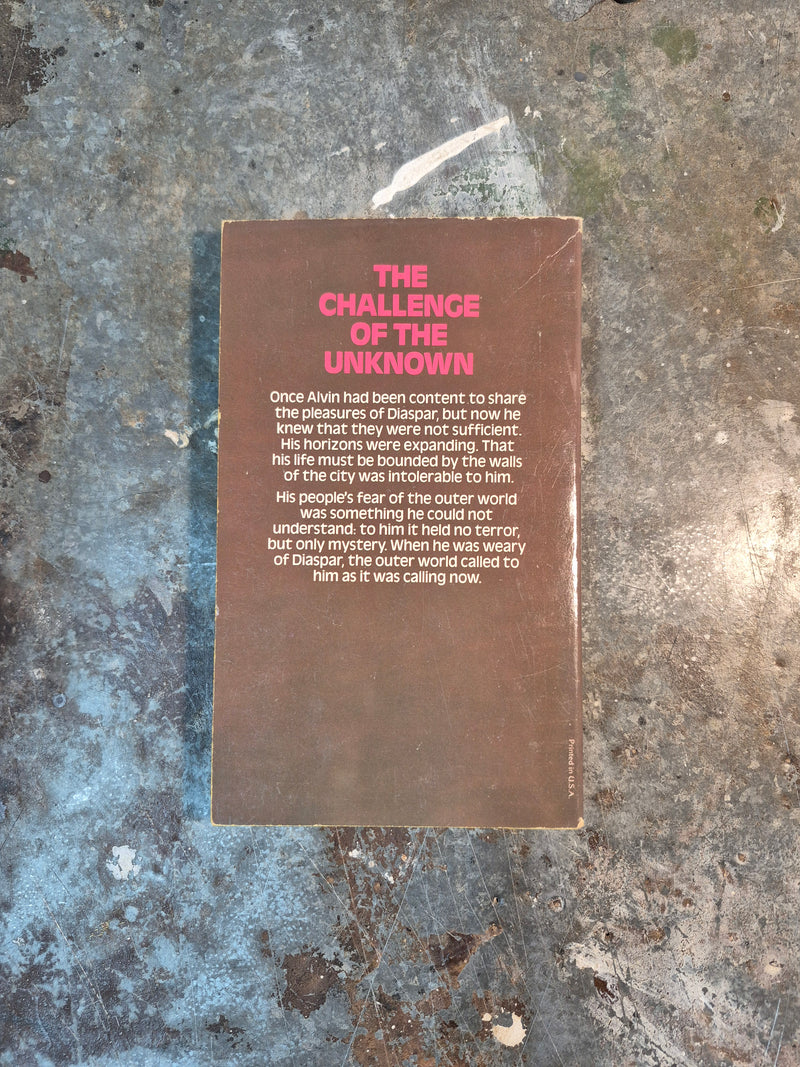 THE
CHALLENGE
OF THE
UNKNOWN
Once Alvin had been content to share
the pleasures of Diaspar, but now he
knew that they were not sufficient.
His horizons were expanding. That
his life must be bounded by the walls
of the city was intolerable to him.
His people's fear of the outer world
was something he could not
understand: to him it held no terror,
but only mystery. When he was weary
of Diaspar, the outer world called to
him as it was calling now.
Printed in U.S.A.